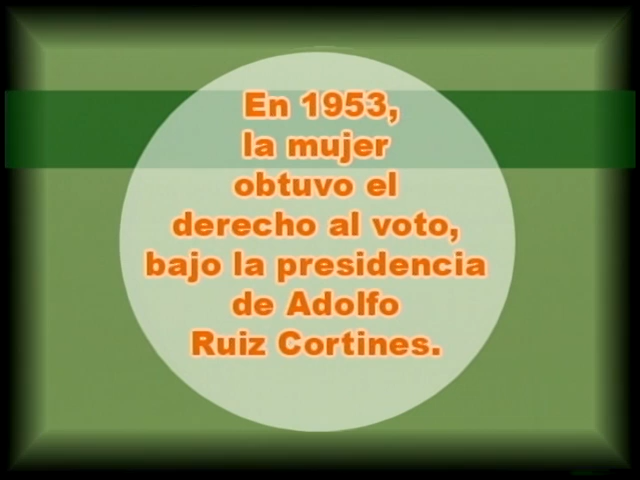 En 1953,
la mujer
obtuvo el
derecho al voto,
bajo la presidencia
de Adolfo
Ruiz Cortines.